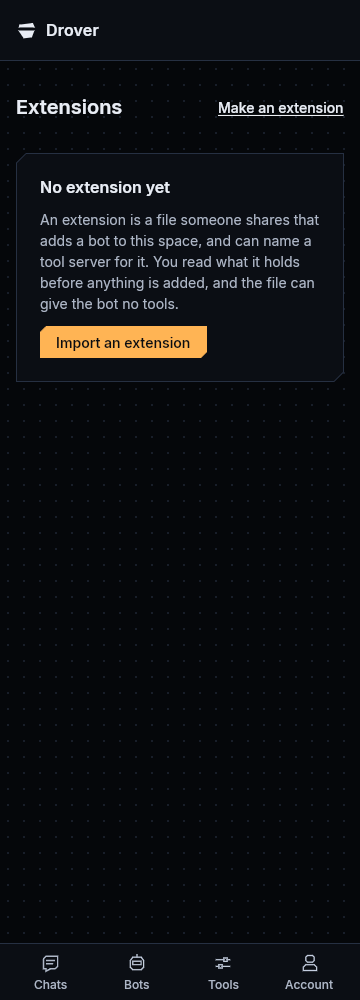 Drover
Extensions
Make an extension
No extension yet
An extension is a file someone shares that
adds a bot to this space, and can name a
tool server for it. You read what it holds
before anything is added, and the file can
give the bot no tools.
Import an extension
Chats
Bots
Tools
Account